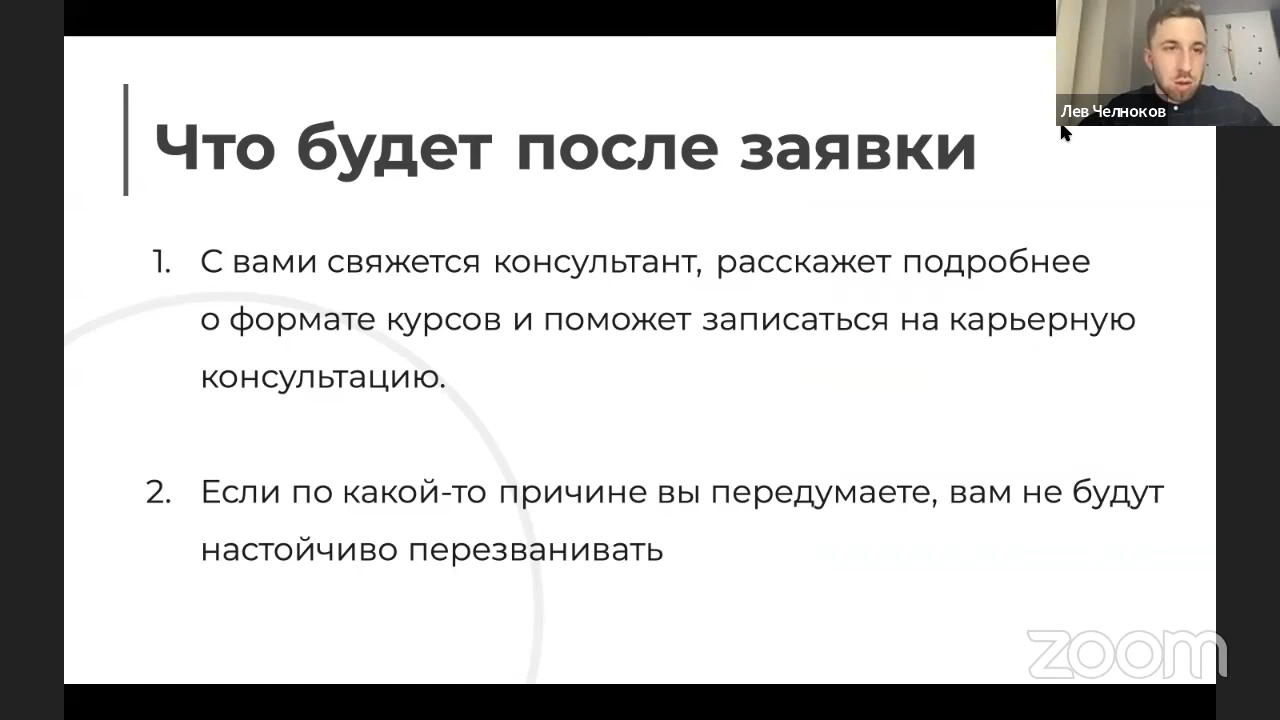 Лев Челноков
Что будет после заявки
1. С вами свяжется консультант, расскажет подробнее
о формате курсов и поможет записаться на карьерную
консультацию.
2. Если по какой-то причине вы передумаете, вам не будут
настойчиво перезванивать
zoom